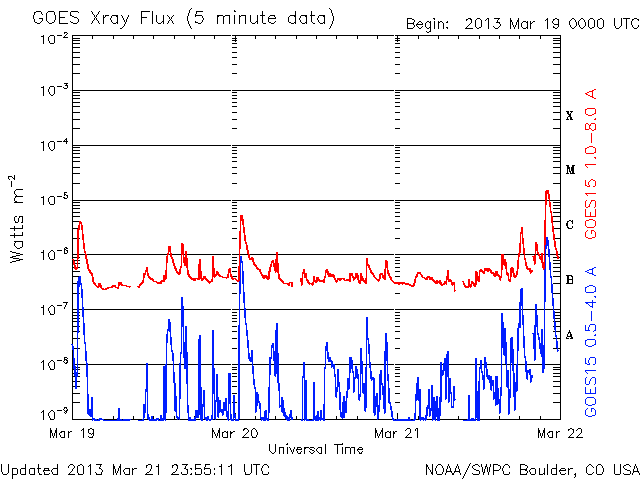 GOES Xray Flux (5 minute data)
Begin: 2013 Mar 19 0000 UTC
10-2
10-3
10-4
10-5
10-6
10-7
10-8
10-9
Watts m-2
X
M
C
B
A
GOES15 1.0-8.0 A
GOES15 0.5-4.0 A
Mar 19
Mar 20
Mar 21
Mar 22
Universal Time
Updated 2013 Mar 21 23:55:11 UTC
NOAA/SWPC Boulder, CO USA